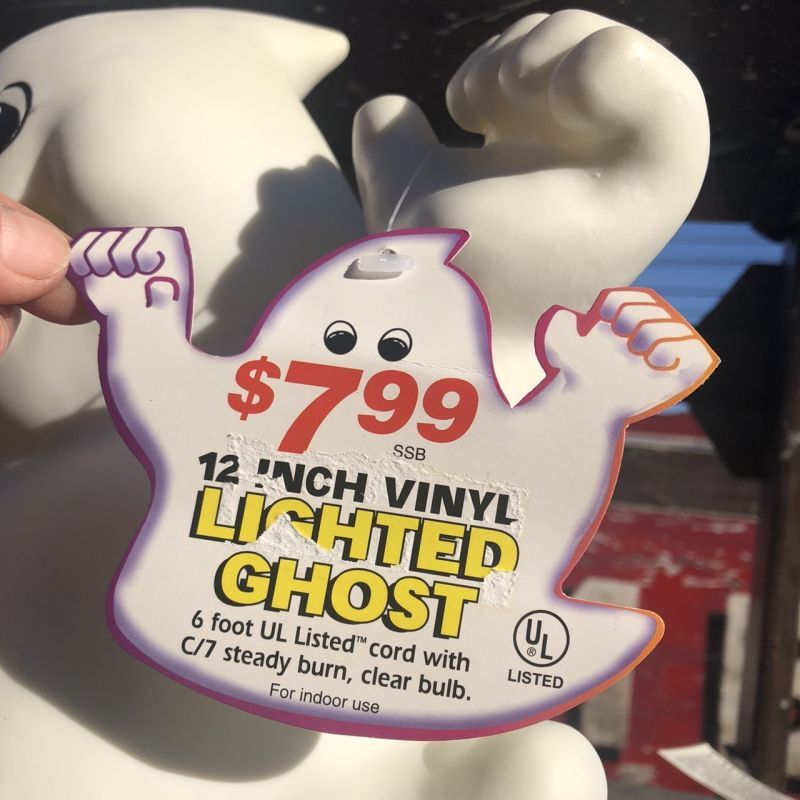 $7.99
SSB
12 INCH VINYL
LIGHTED
GHOST
6 foot UL Listed™ cord with
C/7 steady burn, clear bulb.
For indoor use
UL
®
LISTED